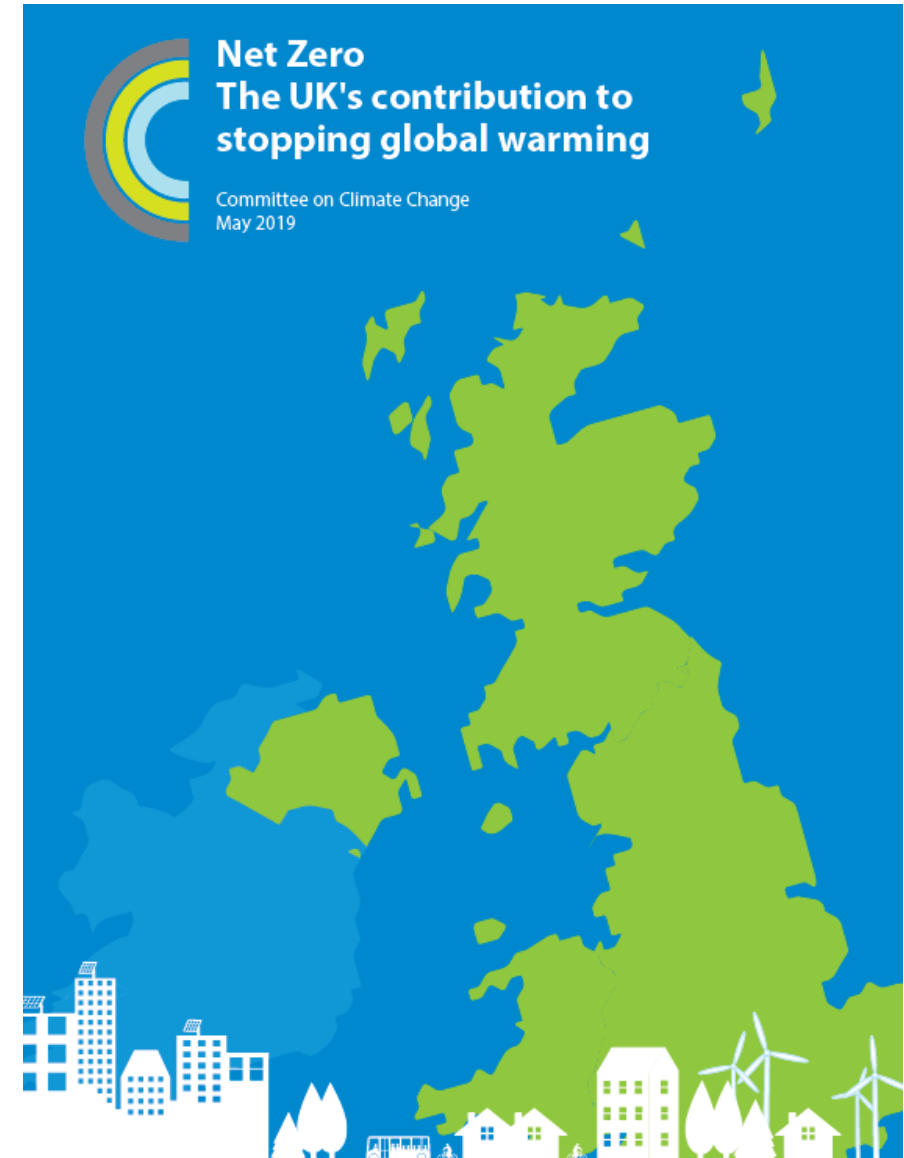 Net Zero
The UK's contribution to
stopping global warming
Committee on Climate Change
May 2019